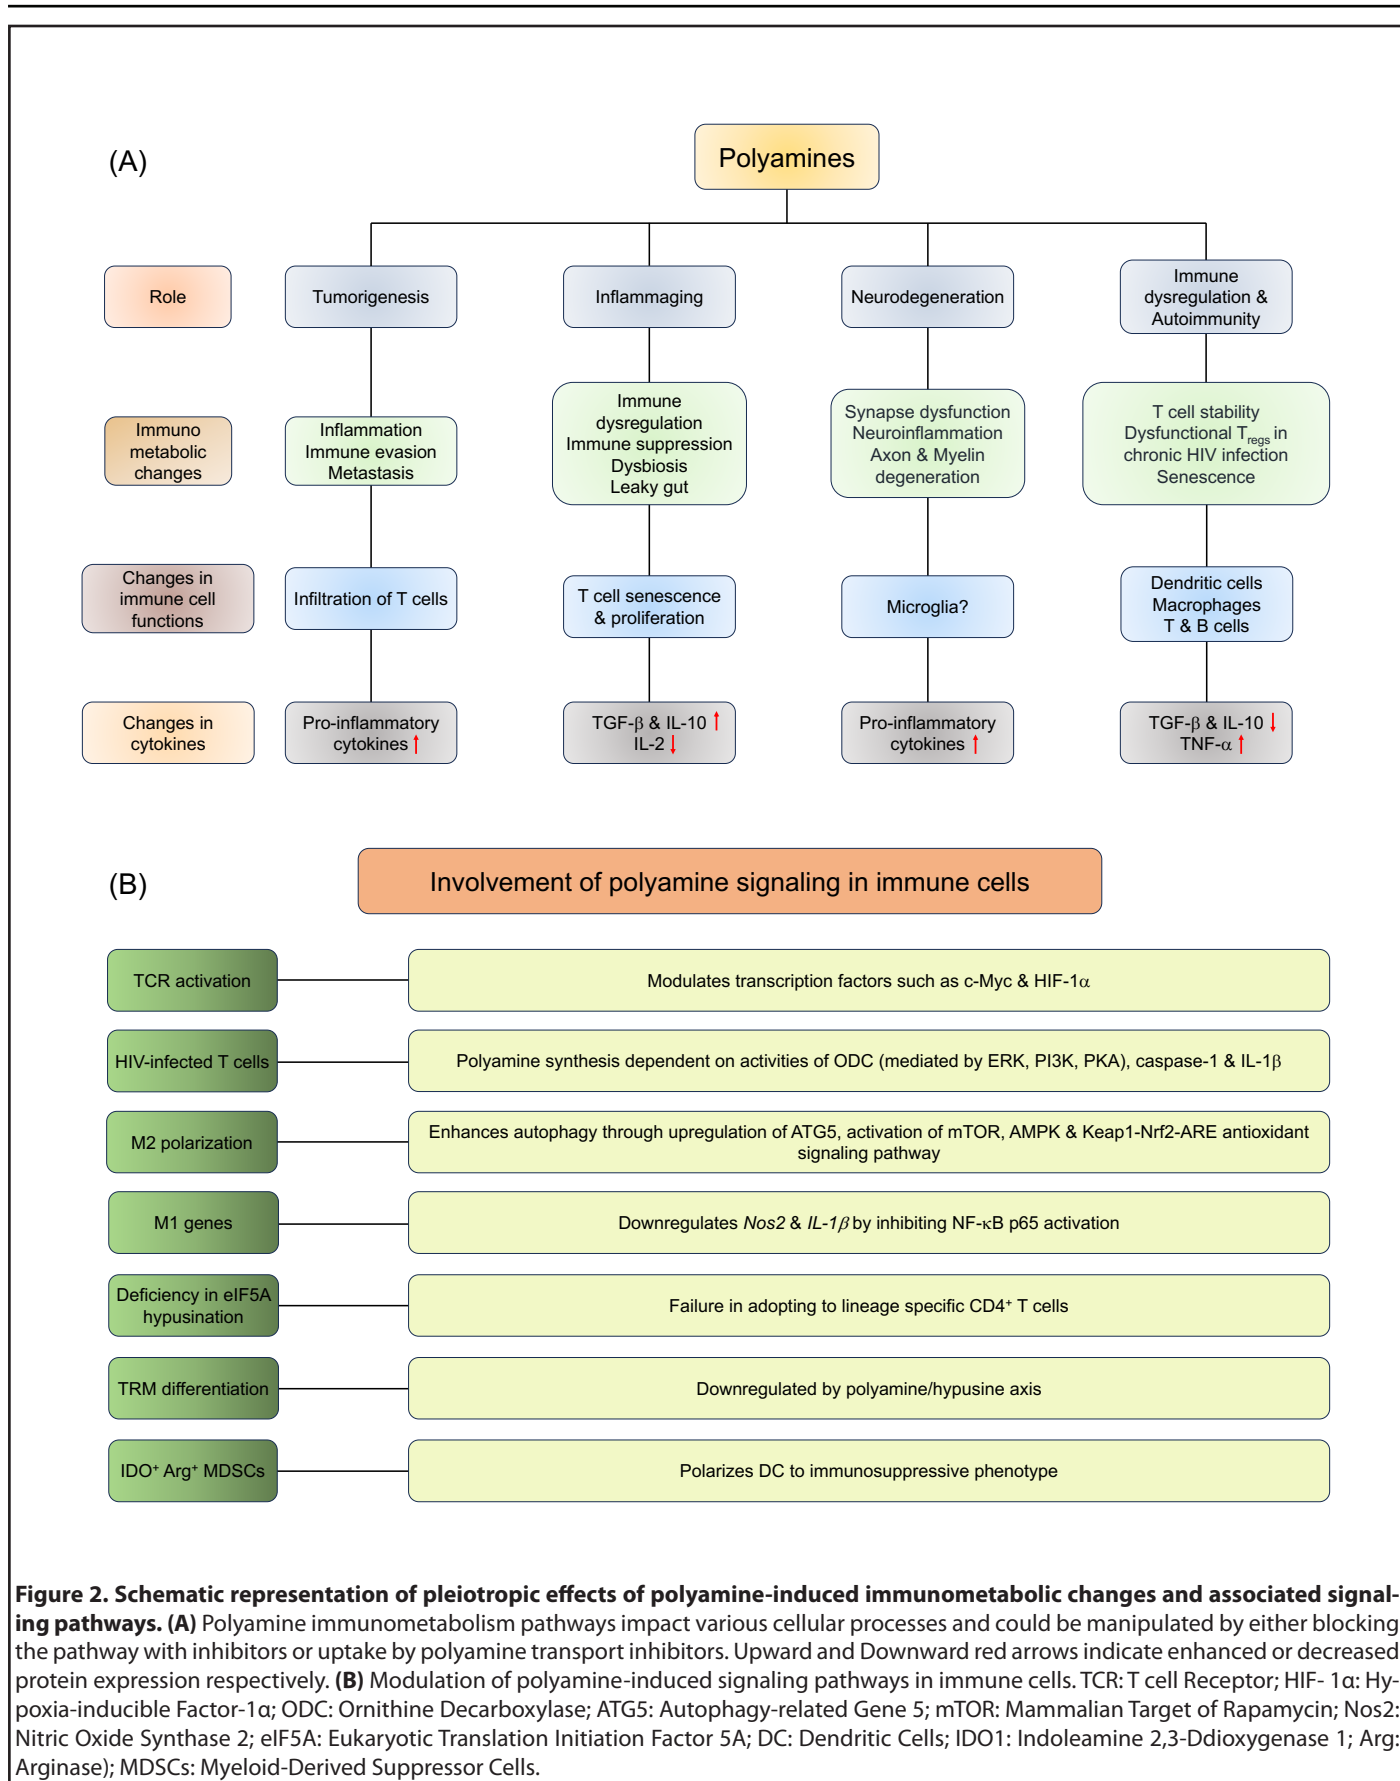 (A)
Polyamines
Role
Tumorigenesis
Inflammaging
Neurodegeneration
Immune
dysregulation &
Autoimmunity
Immuno
metabolic
changes
Inflammation
Immune evasion
Metastasis
Immune
dysregulation
Immune suppression
Dysbiosis
Leaky gut
Synapse dysfunction
Neuroinflammation
Axon & Myelin
degeneration
T cell stability
Dysfunctional Tregs in
chronic HIV infection
Senescence
Changes in
immune cell
functions
Infiltration of T cells
T cell senescence
& proliferation
Microglia?
Dendritic cells
Macrophages
T & B cells
Changes in
cytokines
Pro-inflammatory
cytokines ↑
TGF-β & IL-10 ↑
IL-2 ↓
Pro-inflammatory
cytokines ↑
TGF-β & IL-10 ↓
TNF-α ↑
(B)
Involvement of polyamine signaling in immune cells
TCR activation
Modulates transcription factors such as c-Myc & HIF-1α
HIV-infected T cells
Polyamine synthesis dependent on activities of ODC (mediated by ERK, PI3K, PKA), caspase-1 & IL-1β
M2 polarization
Enhances autophagy through upregulation of ATG5, activation of mTOR, AMPK & Keap1-Nrf2-ARE antioxidant
signaling pathway
M1 genes
Downregulates Nos2 & IL-1β by inhibiting NF-κB p65 activation
Deficiency in eIF5A
hypusination
Failure in adopting to lineage specific CD4⁺ T cells
TRM differentiation
Downregulated by polyamine/hypusine axis
IDO⁺ Arg⁺ MDSCs
Polarizes DC to immunosuppressive phenotype
Figure 2. Schematic representation of pleiotropic effects of polyamine-induced immunometabolic changes and associated signal-
ing pathways. (A) Polyamine immunometabolism pathways impact various cellular processes and could be manipulated by either blocking
the pathway with inhibitors or uptake by polyamine transport inhibitors. Upward and Downward red arrows indicate enhanced or decreased
protein expression respectively. (B) Modulation of polyamine-induced signaling pathways in immune cells. TCR: T cell Receptor; HIF- 1α: Hy-
poxia-inducible Factor-1α; ODC: Ornithine Decarboxylase; ATG5: Autophagy-related Gene 5; mTOR: Mammalian Target of Rapamycin; Nos2:
Nitric Oxide Synthase 2; eIF5A: Eukaryotic Translation Initiation Factor 5A; DC: Dendritic Cells; IDO1: Indoleamine 2,3-Ddioxygenase 1; Arg:
Arginase); MDSCs: Myeloid-Derived Suppressor Cells.